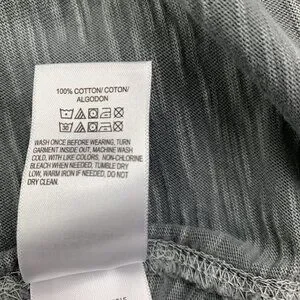 100% COTTON/ COTON/
ALGODON
WASH ONCE BEFORE WEARING, TURN
GARMENT INSIDE OUT, MACHINE WASH
COLD, WITH LIKE COLORS, NON-CHLORINE
BLEACH WHEN NEEDED, TUMBLE DRY
LOW, WARM IRON IF NEEDED, DO NOT
DRY CLEAN.